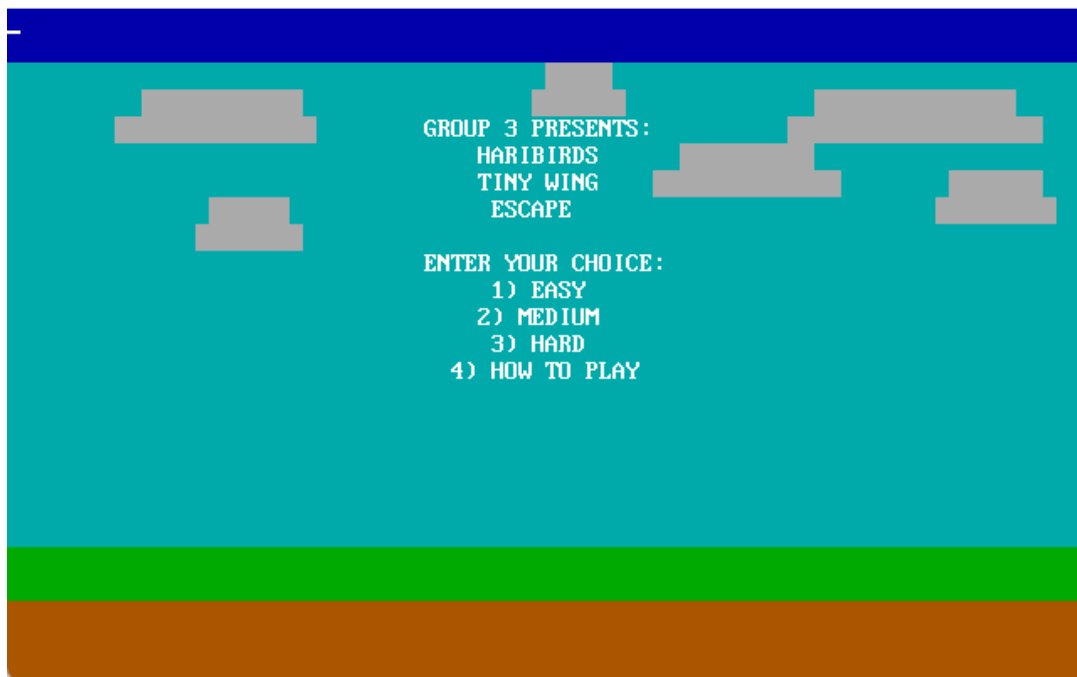 GROUP 3 PRESENTS:
HARIBIRDS
TINY WING
ESCAPE
ENTER YOUR CHOICE:
1) EASY
2) MEDIUM
3) HARD
4) HOW TO PLAY